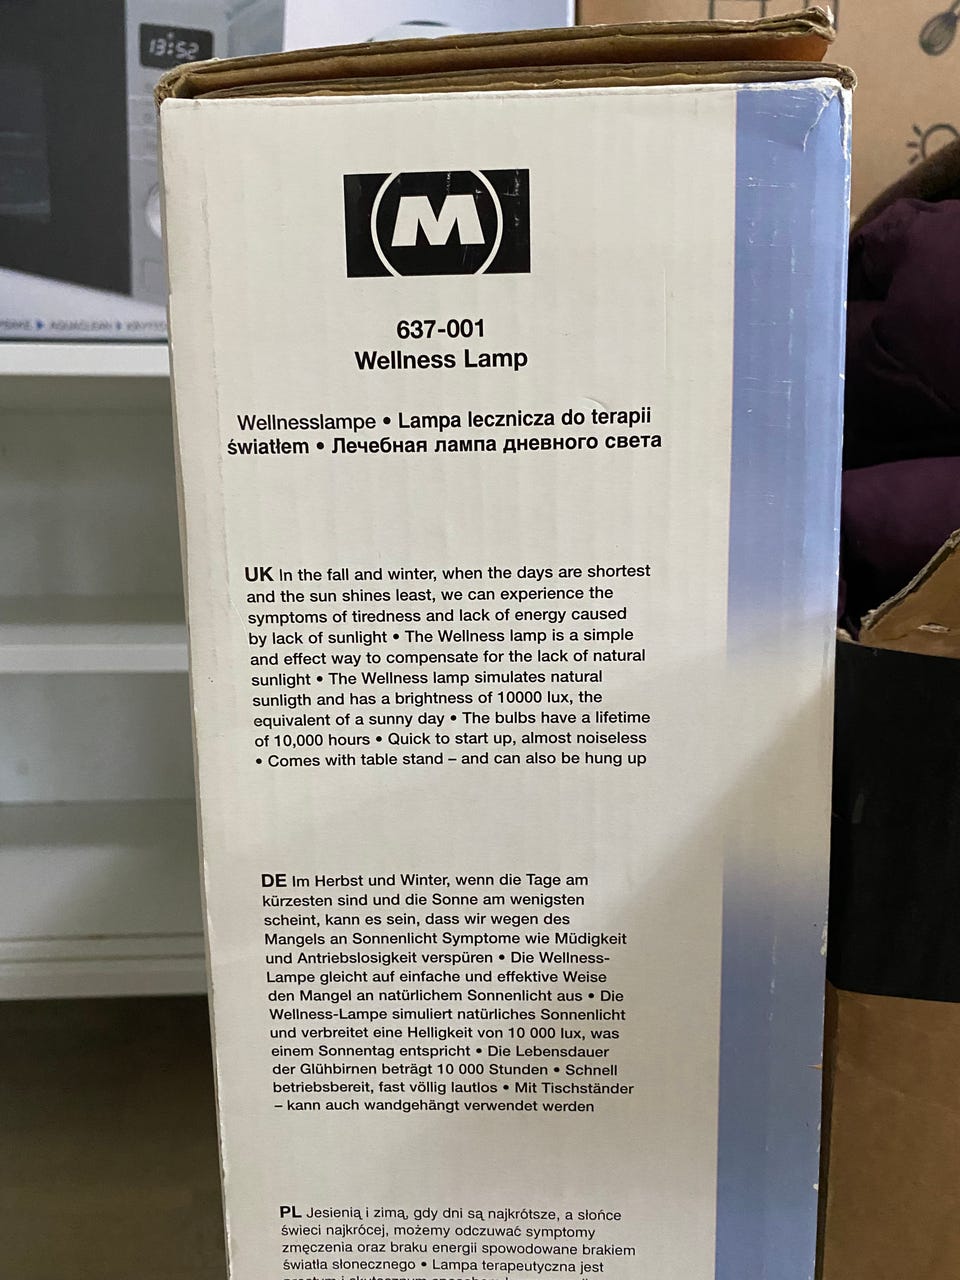 13:52
M
637-001
Wellness Lamp
Wellnesslampe • Lampa lecznicza do terapii
światłem • Лечебная лампа дневного света
UK In the fall and winter, when the days are shortest
and the sun shines least, we can experience the
symptoms of tiredness and lack of energy caused
by lack of sunlight • The Wellness lamp is a simple
and effect way to compensate for the lack of natural
sunlight • The Wellness lamp simulates natural
sunligth and has a brightness of 10000 lux, the
equivalent of a sunny day • The bulbs have a lifetime
of 10,000 hours • Quick to start up, almost noiseless
• Comes with table stand – and can also be hung up
DE Im Herbst und Winter, wenn die Tage am
kürzesten sind und die Sonne am wenigsten
scheint, kann es sein, dass wir wegen des
Mangels an Sonnenlicht Symptome wie Müdigkeit
und Antriebslosigkeit verspüren • Die Wellness-
Lampe gleicht auf einfache und effektive Weise
den Mangel an natürlichem Sonnenlicht aus • Die
Wellness-Lampe simuliert natürliches Sonnenlicht
und verbreitet eine Helligkeit von 10 000 lux, was
einem Sonnentag entspricht • Die Lebensdauer
der Glühbirnen beträgt 10 000 Stunden • Schnell
betriebsbereit, fast völlig lautlos • Mit Tischständer
– kann auch wandgehängt verwendet werden
PL Jesienią i zimą, gdy dni są najkrótsze, a słońce
świeci najkrócej, możemy odczuwać symptomy
zmęczenia oraz braku energii spowodowane brakiem
światła słonecznego • Lampa terapeutyczna jest